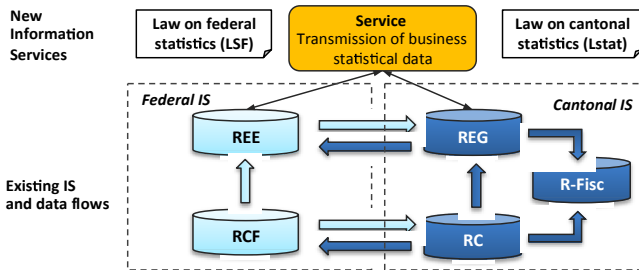 New
Information
Services
Law on federal
statistics (LSF)
Service
Transmission of business
statistical data
Law on cantonal
statistics (Lstat)
Federal IS
Cantonal IS
REE
REG
R-Fisc
Existing IS
and data flows
RCF
RC